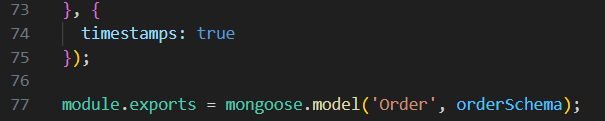 73 }, {
74 timestamps: true
75 });
76
77 module.exports = mongoose.model('Order', orderSchema);